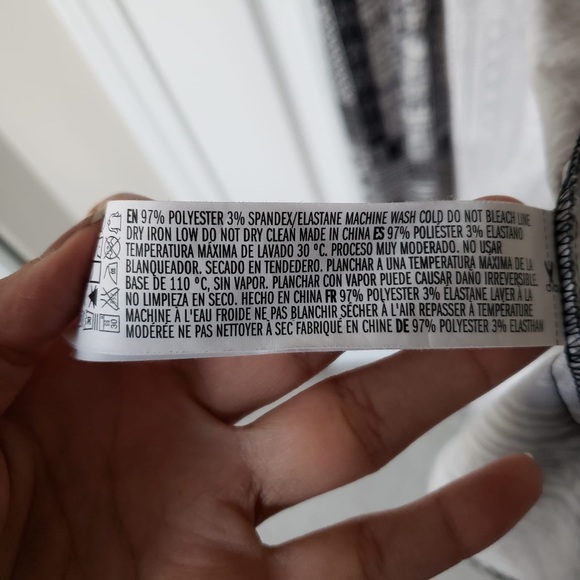 EN 97% POLYESTER 3% SPANDEX/ELASTANE MACHINE WASH COLD DO NOT BLEACH LINE
DRY IRON LOW DO NOT DRY CLEAN MADE IN CHINA ES 97% POLIÉSTER 3% ELASTANO
TEMPERATURA MÁXIMA DE LAVADO 30 ºC. PROCESO MUY MODERADO. NO USAR
BLANQUEADOR. SECADO EN TENDEDERO. PLANCHAR A UNA TEMPERATURA MÁXIMA DE LA
BASE DE 110 ºC, SIN VAPOR. PLANCHAR CON VAPOR PUEDE CAUSAR DAÑO IRREVERSIBLE.
NO LIMPIEZA EN SECO. HECHO EN CHINA FR 97% POLYESTER 3% ELASTANE LAVER À LA
MACHINE À L'EAU FROIDE NE PAS BLANCHIR SÉCHER À L'AIR REPASSER À TEMPÉRATURE
MODÉRÉE NE PAS NETTOYER À SEC FABRIQUÉ EN CHINE DE 97% POLYESTER 3% ELASTHAN